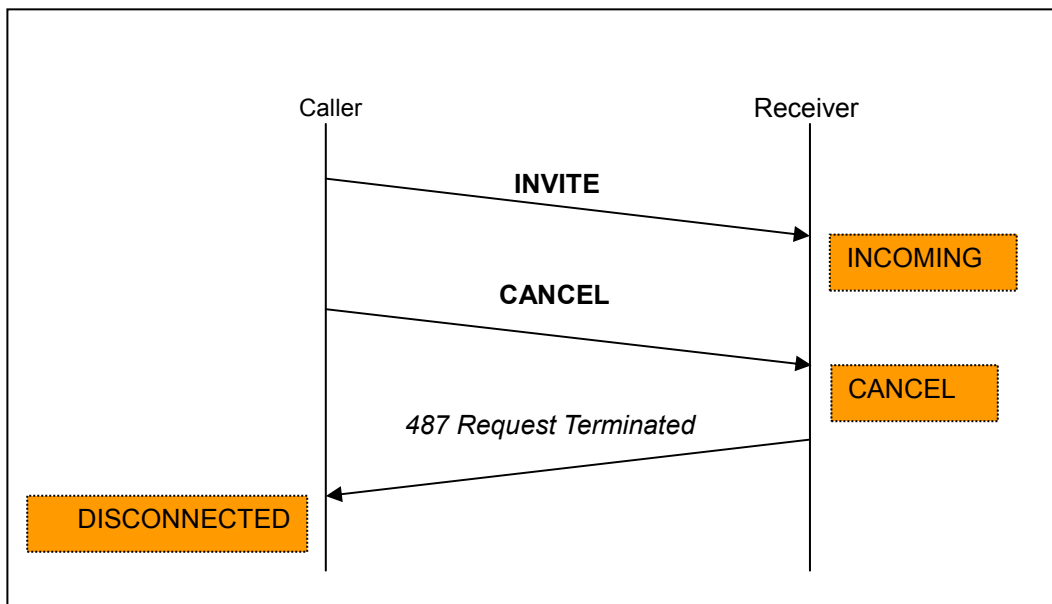 Caller
Receiver
INVITE
INCOMING
CANCEL
CANCEL
487 Request Terminated
DISCONNECTED